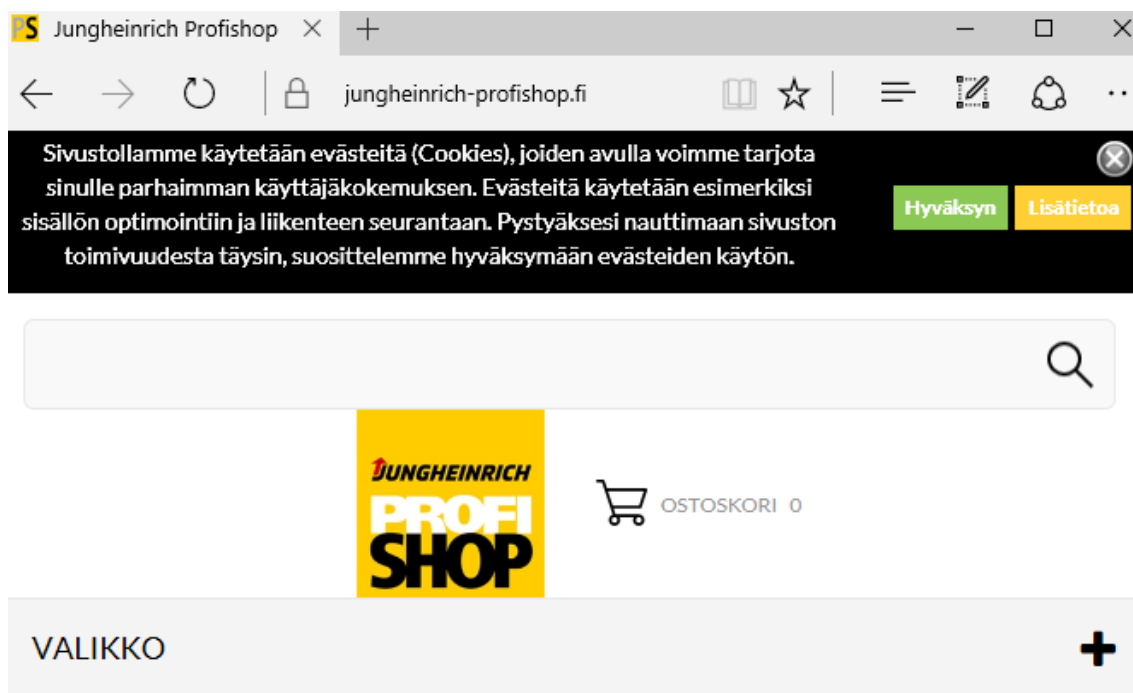 PS Jungheinrich Profishop
jungheinrich-profishop.fi
Sivustollamme käytetään evästeitä (Cookies), joiden avulla voimme tarjota
sinulle parhaimman käyttäjäkokemuksen. Evästeitä käytetään esimerkiksi
sisällön optimointiin ja liikenteen seurantaan. Pystyäksesi nauttimaan sivuston
toimivuudesta täysin, suosittelemme hyväksymään evästeiden käytön.
Hyväksyn Lisätietoa
JUNGHEINRICH
PROFI
SHOP
OSTOSKORI 0
VALIKKO